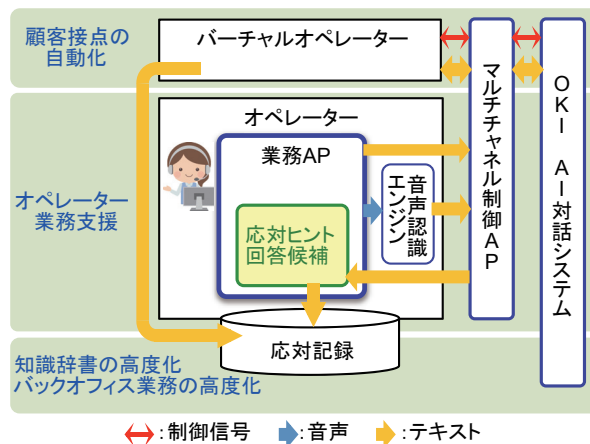 顧客接点の
自動化
バーチャルオペレーター
オペレーター
業務支援
オペレーター
業務AP
応対ヒント
回答候補
音声認識
エンジン
マルチチャネル制御AP
OKI AI対話システム
応対記録
知識辞書の高度化
バックオフィス業務の高度化
:制御信号 :音声 :テキスト